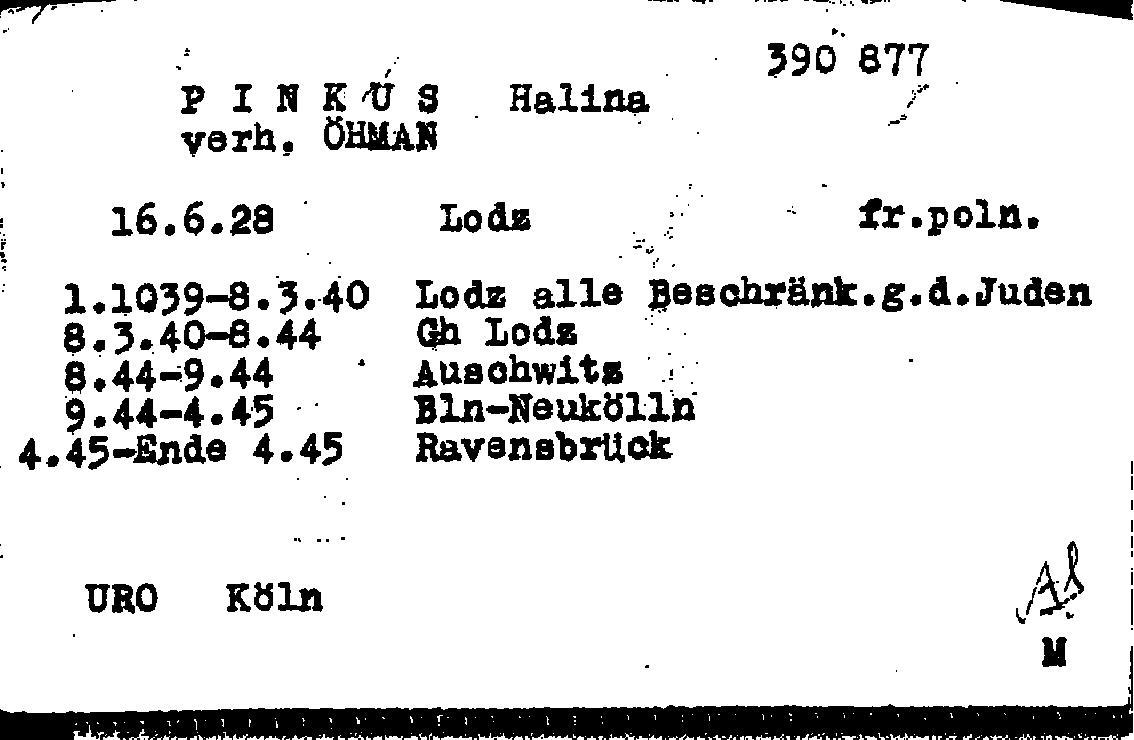 390 877
P I N K U S Halina
verh. ÖHMAN
16.6.28 Lodz fr.poln.
1.1039-8.3.40 Lodz alle Beschränk.g.d.Juden
8.3.40-8.44 Gh Lodz
8.44-9.44 Auschwitz
9.44-4.45 Bln-Neukölln
4.45-Ende 4.45 Ravensbrück
URO Köln
M